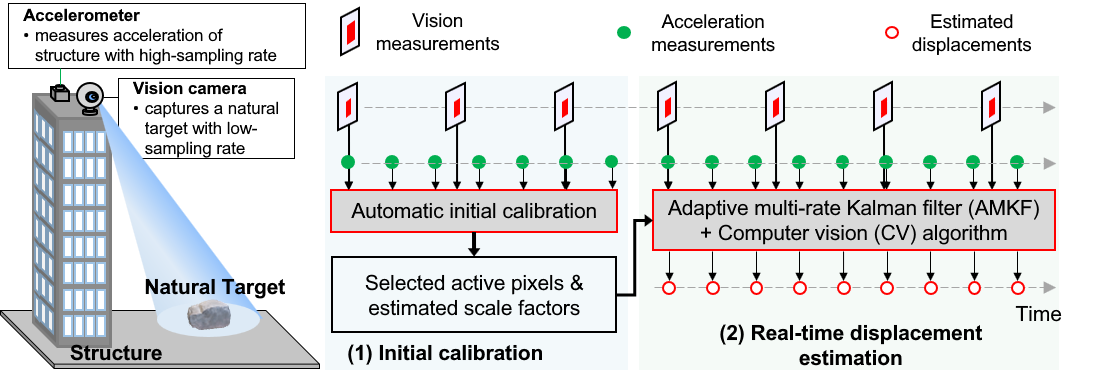 Accelerometer
• measures acceleration of
structure with high-sampling rate
Vision camera
• captures a natural
target with low-
sampling rate
Natural Target
Structure
Vision
measurements
Acceleration
measurements
Estimated
displacements
Automatic initial calibration
Selected active pixels &
estimated scale factors
(1) Initial calibration
Adaptive multi-rate Kalman filter (AMKF)
+ Computer vision (CV) algorithm
Time
(2) Real-time displacement
estimation